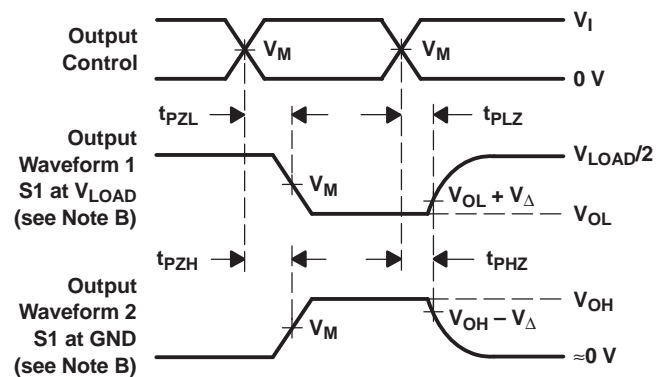 Output
Control
V_M
V_M
V_I
0 V
t_PZL
t_PLZ
Output
Waveform 1
S1 at V_LOAD
(see Note B)
V_M
V_LOAD/2
V_OL + V_Δ
V_OL
t_PZH
t_PHZ
Output
Waveform 2
S1 at GND
(see Note B)
V_M
V_OH
V_OH – V_Δ
≈0 V